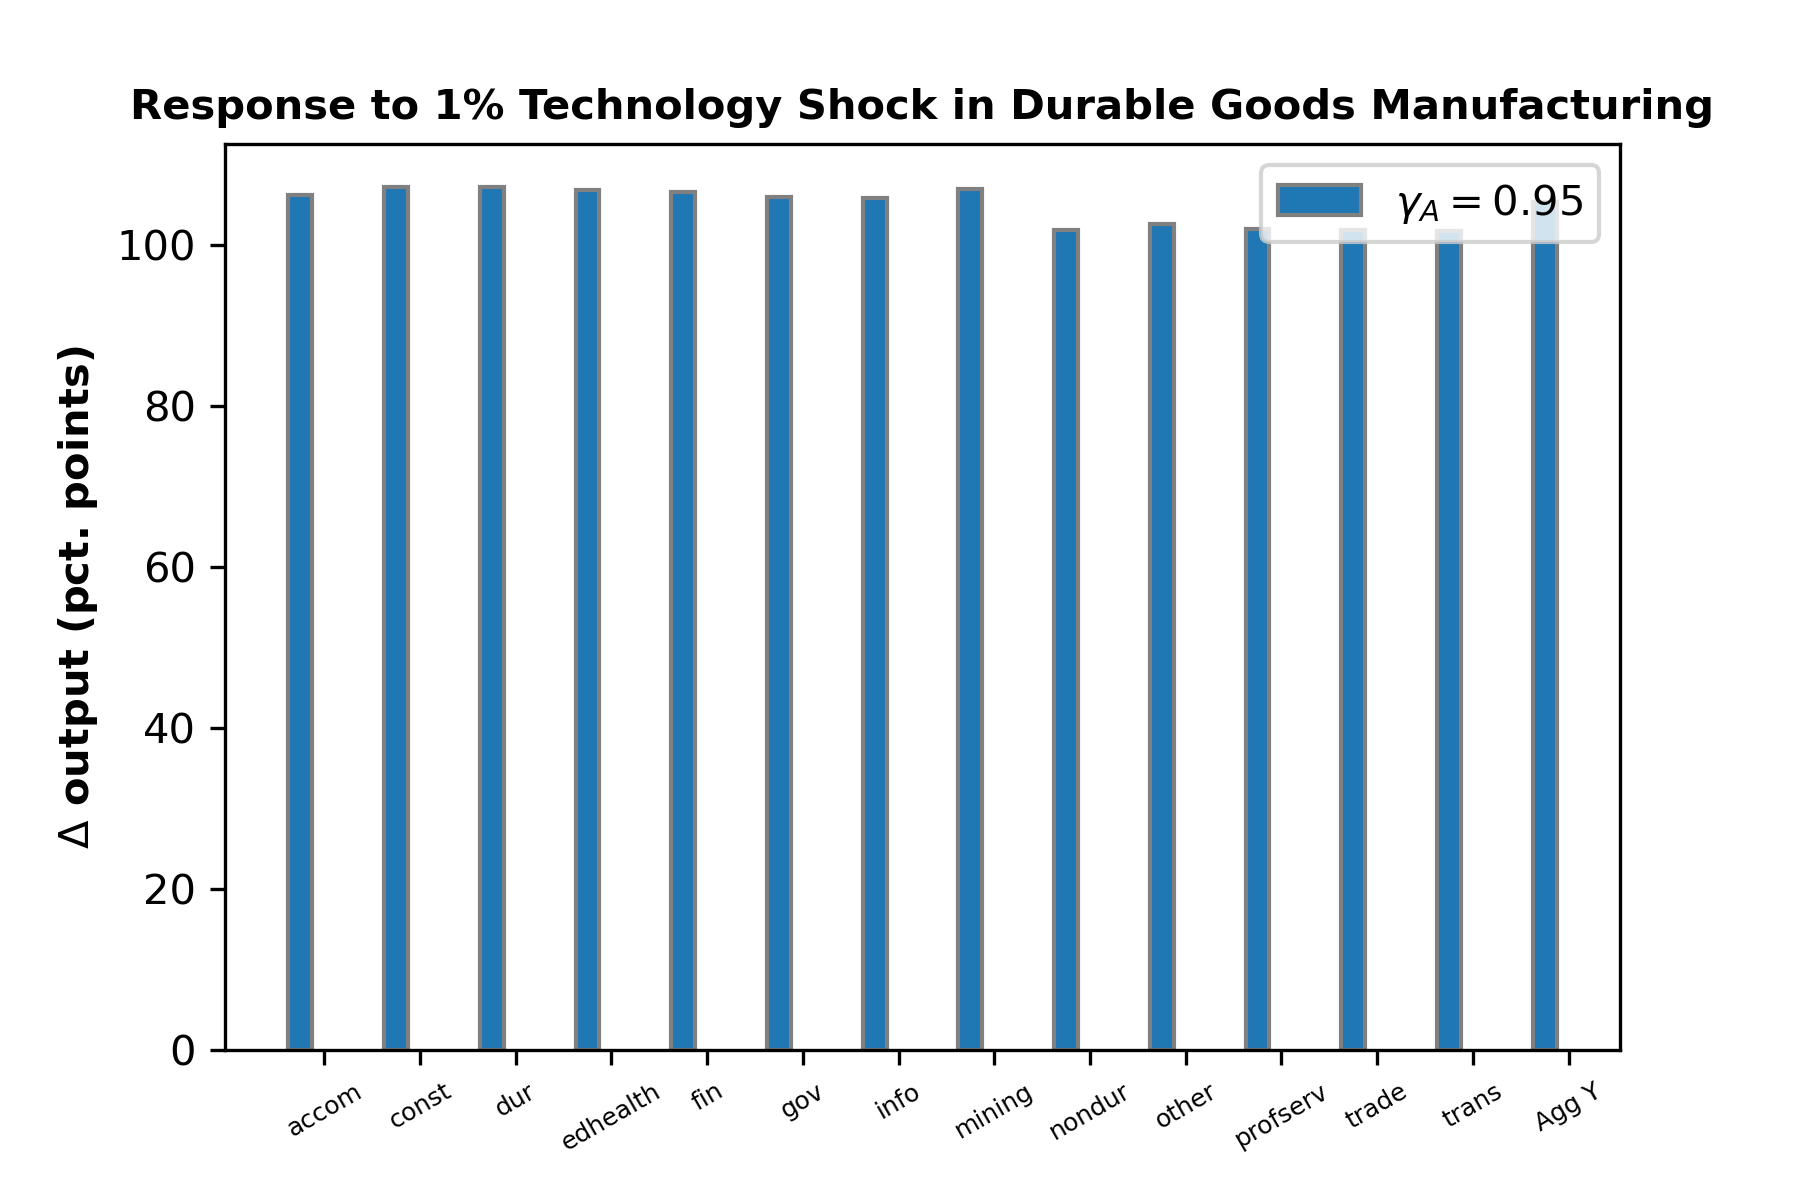 Response to 1% Technology Shock in Durable Goods Manufacturing
γA = 0.95
Δ output (pct. points)
100
80
60
40
20
0
accom
const
dur
edhealth
fin
gov
info
mining
nondur
other
profserv
trade
trans
Agg Y